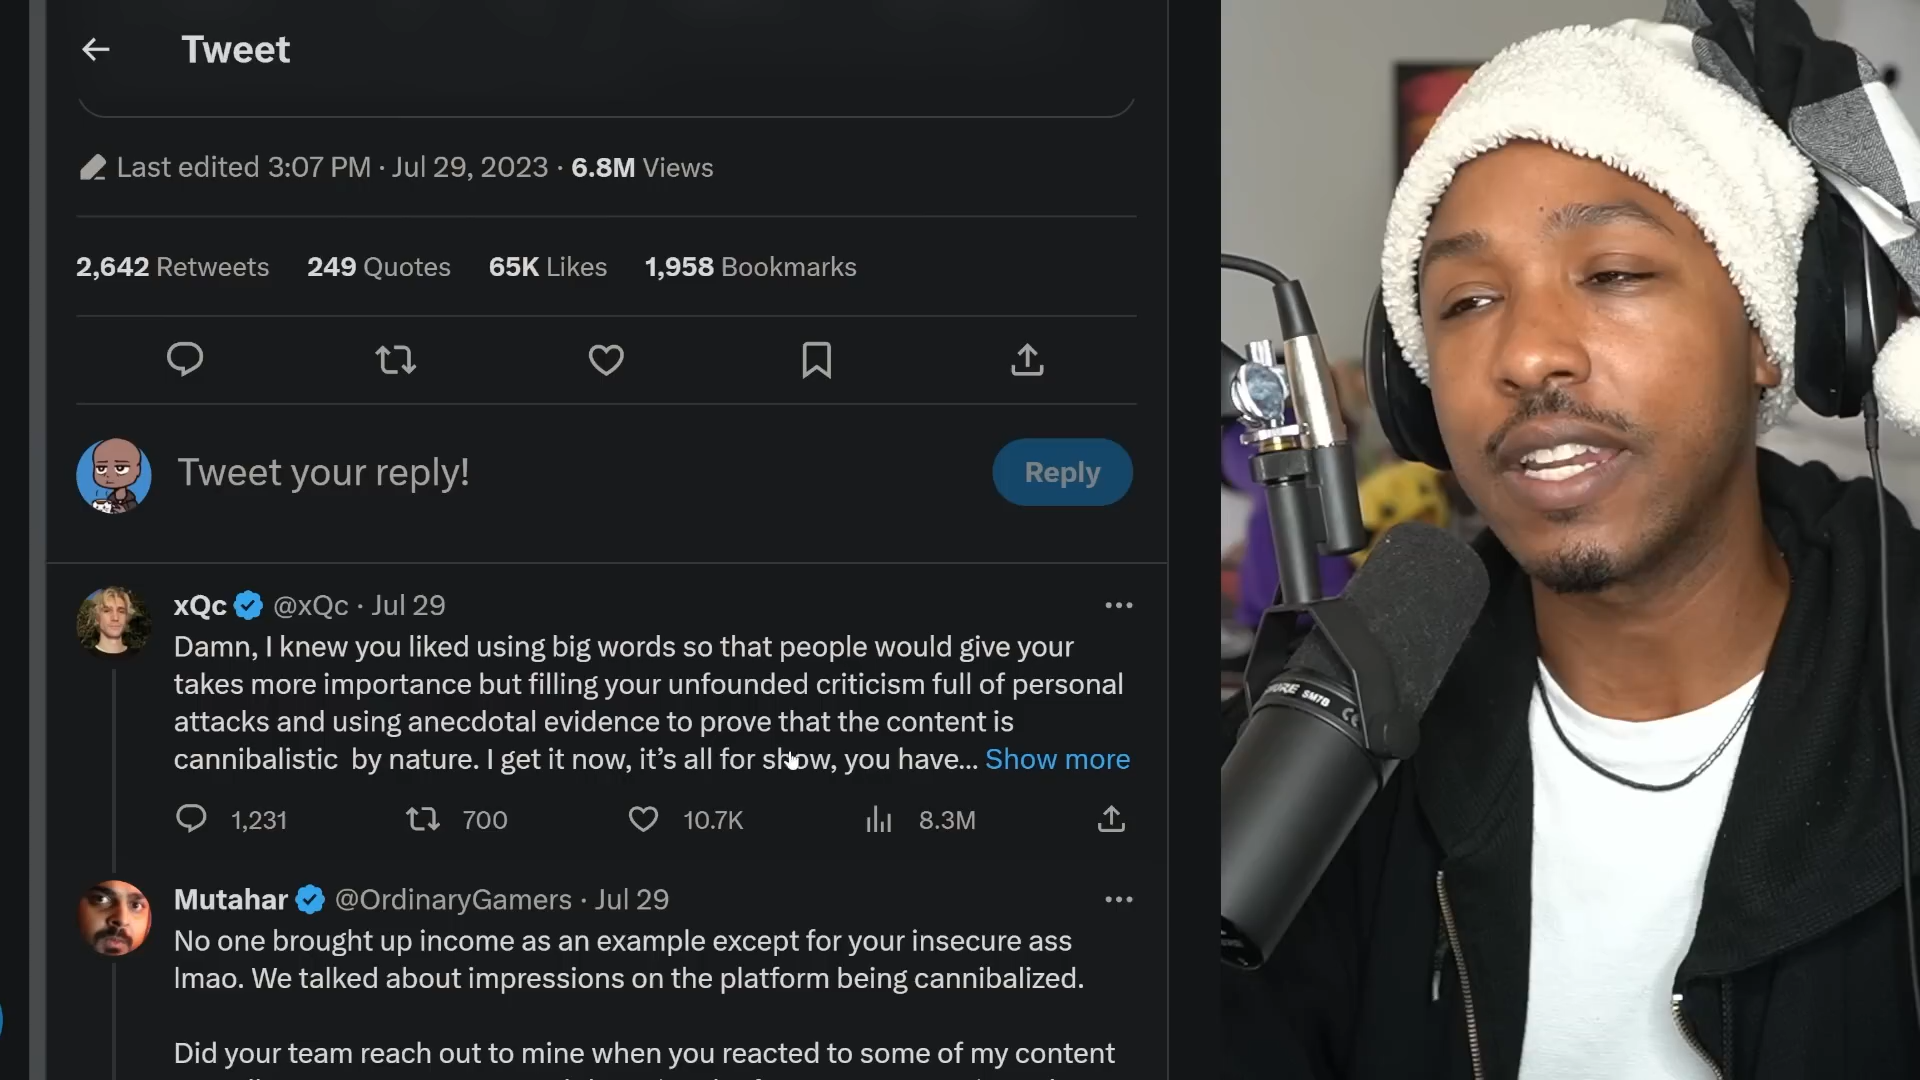 Tweet
Last edited 3:07 PM · Jul 29, 2023 · 6.8M Views
2,642 Retweets 249 Quotes 65K Likes 1,958 Bookmarks
Tweet your reply!
Reply
xQc @xQc · Jul 29
Damn, I knew you liked using big words so that people would give your
takes more importance but filling your unfounded criticism full of personal
attacks and using anecdotal evidence to prove that the content is
cannibalistic by nature. I get it now, it’s all for show, you have... Show more
1,231 700 10.7K 8.3M
Mutahar @OrdinaryGamers · Jul 29
No one brought up income as an example except for your insecure ass
lmao. We talked about impressions on the platform being cannibalized.
Did your team reach out to mine when you reacted to some of my content
SHURE SM7B